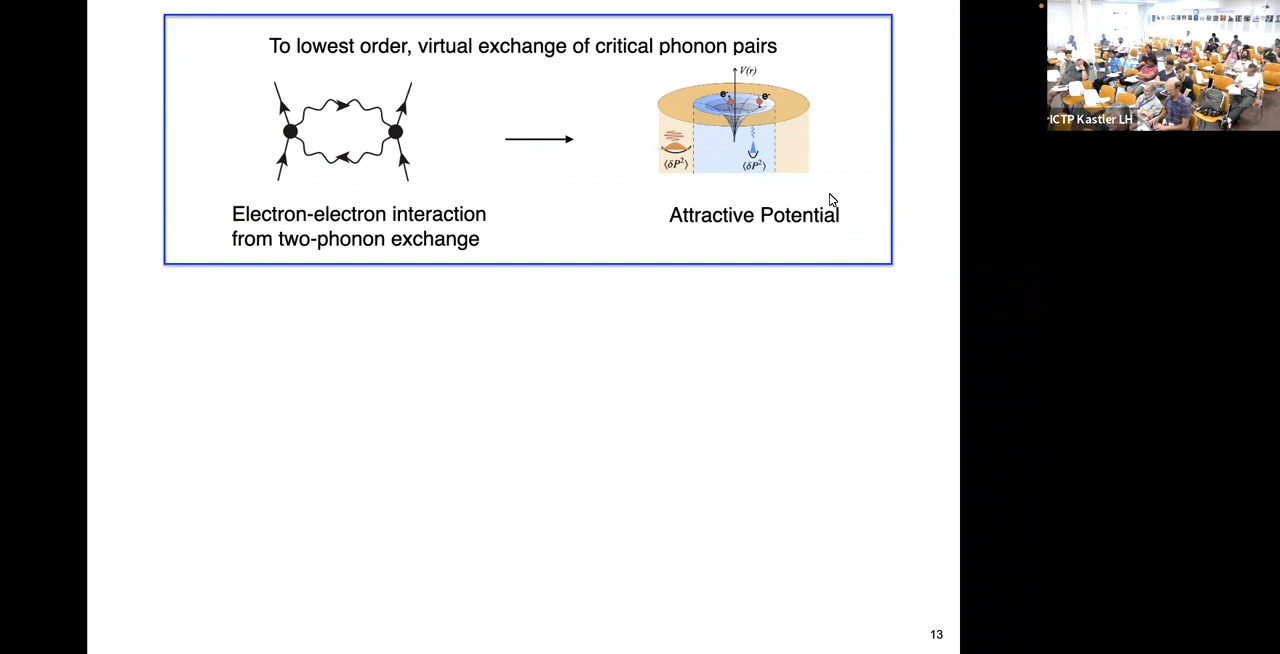 To lowest order, virtual exchange of critical phonon pairs
V(r)
e⁻
e⁻
⟨δP²⟩
⟨δP²⟩
Electron-electron interaction
from two-phonon exchange
Attractive Potential
13
ICTP Kastler LH